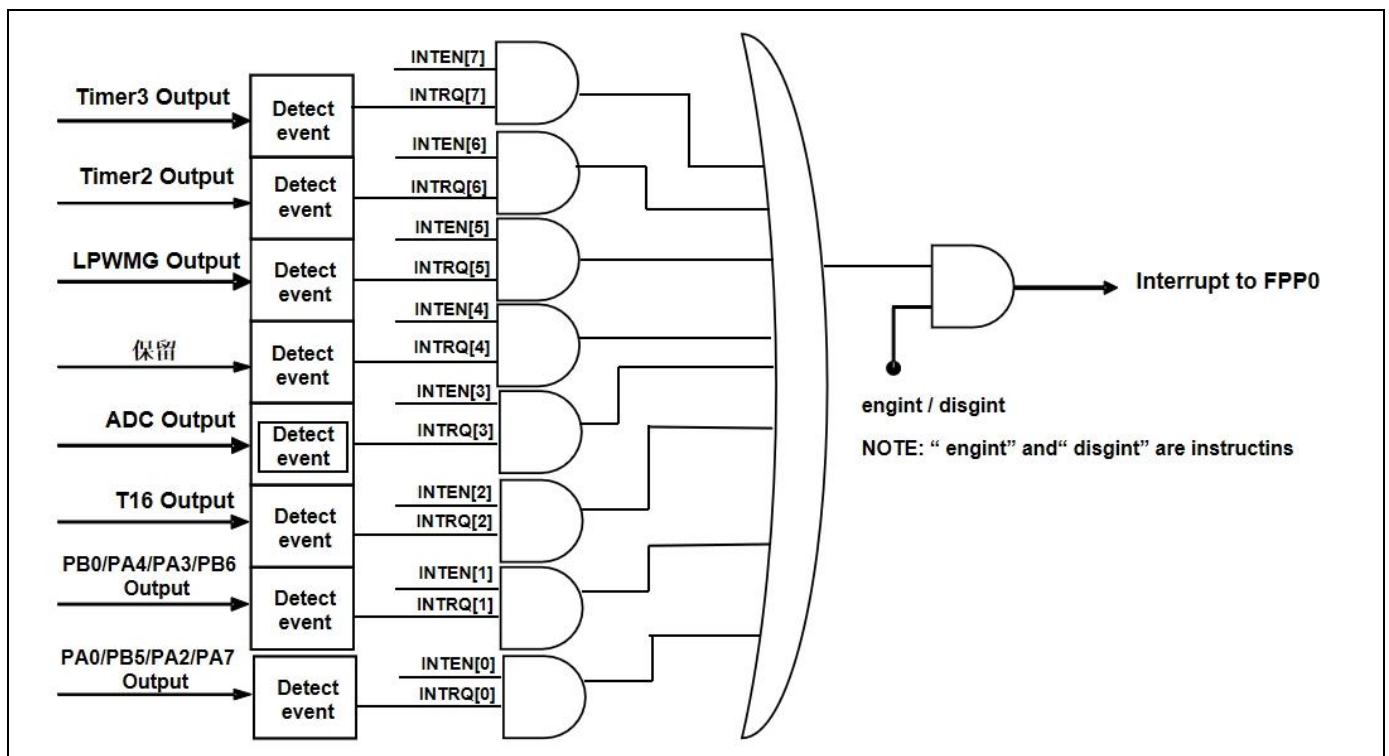 Timer3 Output
Detect
event
INTEN[7]
INTRQ[7]
Timer2 Output
Detect
event
INTEN[6]
INTRQ[6]
LPWMG Output
Detect
event
INTEN[5]
INTRQ[5]
保留
Detect
event
INTEN[4]
INTRQ[4]
ADC Output
Detect
event
INTEN[3]
INTRQ[3]
T16 Output
Detect
event
INTEN[2]
INTRQ[2]
PB0/PA4/PA3/PB6
Output
Detect
event
INTEN[1]
INTRQ[1]
PA0/PB5/PA2/PA7
Output
Detect
event
INTEN[0]
INTRQ[0]
Interrupt to FPP0
engint / disgint
NOTE: “ engint” and“ disgint” are instructins